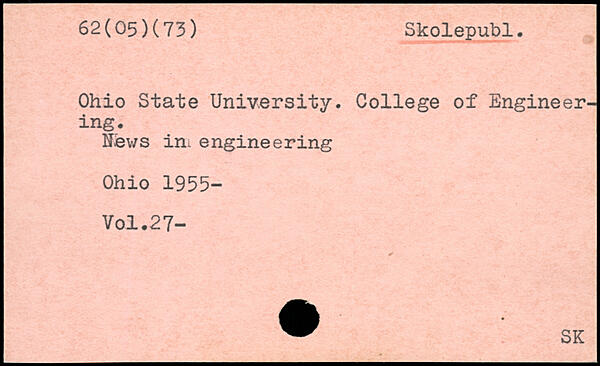 62(05)(73) Skolepubl.
Ohio State University. College of Engineer-
ing.
News in engineering
Ohio 1955-
Vol.27-
SK